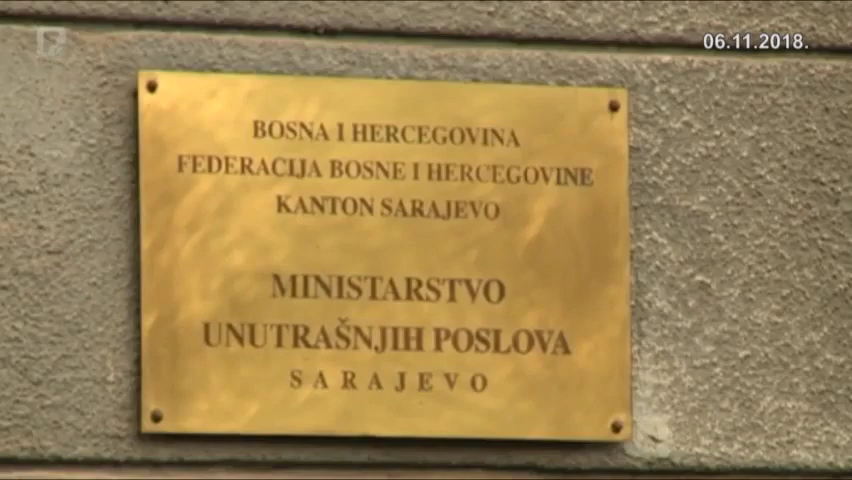 06.11.2018.
BOSNA I HERCEGOVINA
FEDERACIJA BOSNE I HERCEGOVINE
KANTON SARAJEVO
MINISTARSTVO
UNUTRAŠNJIH POSLOVA
SARAJEVO